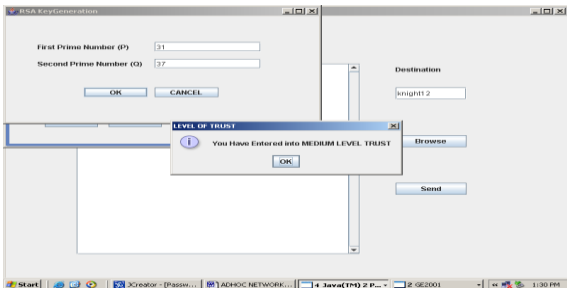 RSA KeyGeneration
First Prime Number (P) 31
Second Prime Number (Q) 37
OK CANCEL
Destination
knight12
LEVEL OF TRUST
You Have Entered into MEDIUM LEVEL TRUST
OK
Browse
Send
Start JCreator - [Passw... ADHOC NETWORK... 4 Java(TM) 2 P... 2 GE2001 1:30 PM